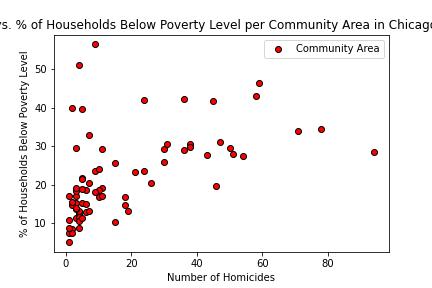 vs. % of Households Below Poverty Level per Community Area in Chicago
Community Area
% of Households Below Poverty Level
50
40
30
20
10
0
20
40
60
80
Number of Homicides